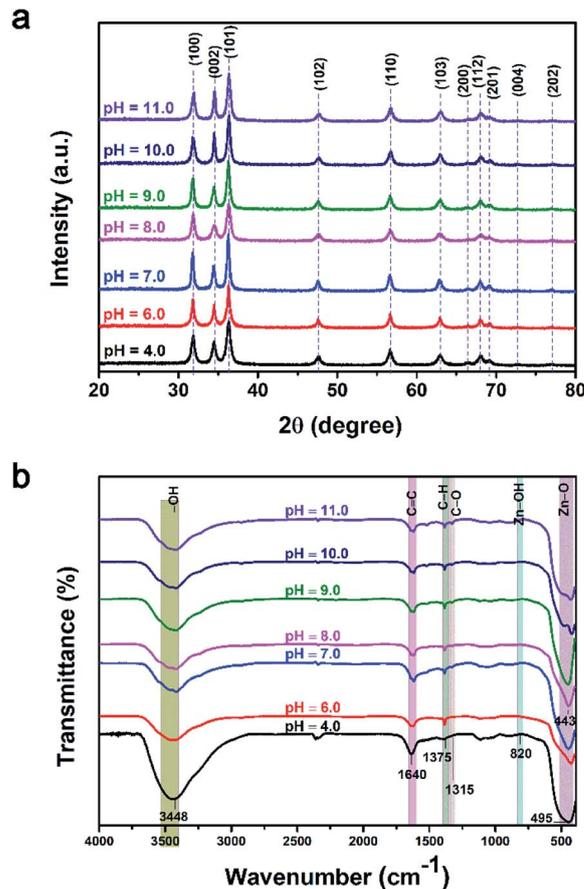 a
(100)
(002)
(101)
(102)
(110)
(103)
(200)
(112)
(201)
(004)
(202)
pH = 11.0
pH = 10.0
pH = 9.0
pH = 8.0
pH = 7.0
pH = 6.0
pH = 4.0
Intensity (a.u.)
20 30 40 50 60 70 80
2θ (degree)
b
–OH
C=C
C–H
C–O
Zn–OH
Zn–O
pH = 11.0
pH = 10.0
pH = 9.0
pH = 8.0
pH = 7.0
pH = 6.0
pH = 4.0
443
1375
820
1640
1315
3448
495
Transmittance (%)
4000 3500 3000 2500 2000 1500 1000 500
Wavenumber (cm⁻¹)